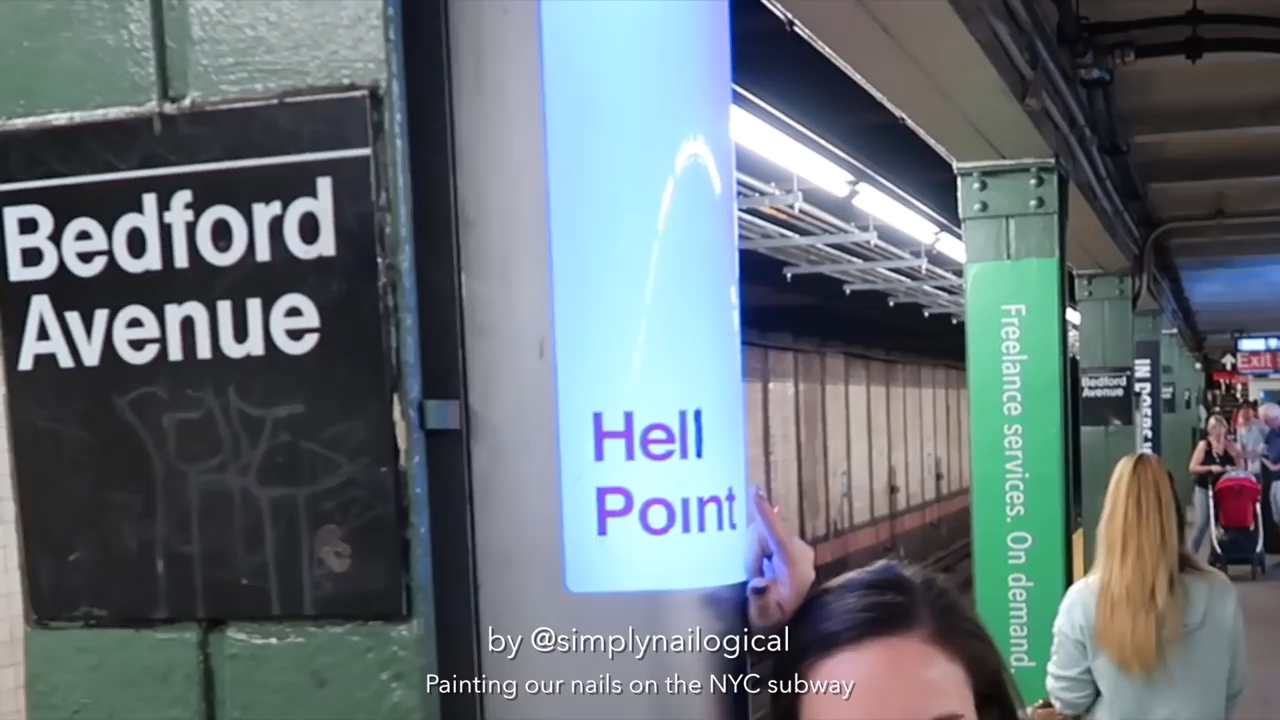 Bedford
Avenue
Hell
Point
Freelance services. On demand.
Bedford
Avenue
Exit
by @simplynailogical
Painting our nails on the NYC subway